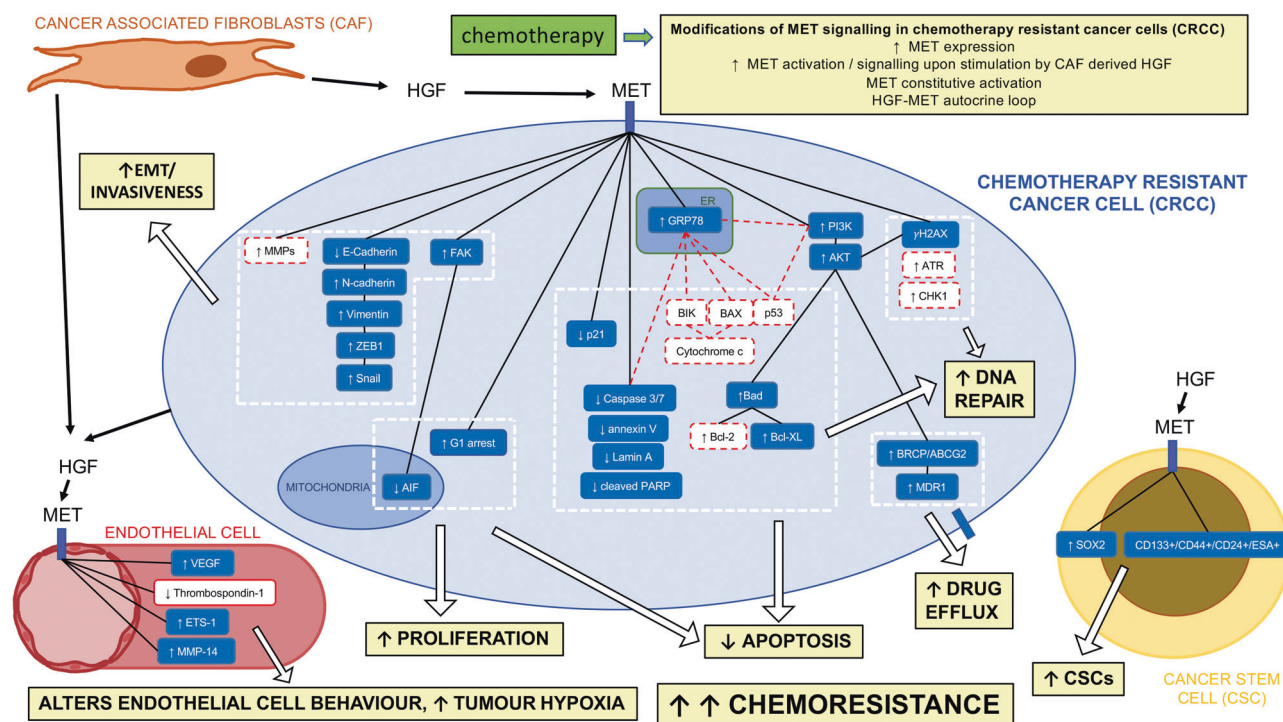 CANCER ASSOCIATED FIBROBLASTS (CAF)
chemotherapy
Modifications of MET signalling in chemotherapy resistant cancer cells (CRCC)
↑ MET expression
↑ MET activation / signalling upon stimulation by CAF derived HGF
MET constitutive activation
HGF-MET autocrine loop
HGF
MET
↑EMT/
INVASIVENESS
CHEMOTHERAPY RESISTANT
CANCER CELL (CRCC)
ER
↑ GRP78
↑ PI3K
↑ AKT
γH2AX
↑ ATR
↑ CHK1
↑ MMPs
↓ E-Cadherin
↑ N-cadherin
↑ Vimentin
↑ ZEB1
↑ Snail
↑ FAK
↓ p21
BIK
BAX
p53
Cytochrome c
↓ Caspase 3/7
↓ annexin V
↓ Lamin A
↓ cleaved PARP
↑Bad
↑ Bcl-2
↑ Bcl-XL
↑ DNA
REPAIR
↑ G1 arrest
MITOCHONDRIA
↓ AIF
↑ BRCP/ABCG2
↑ MDR1
HGF
MET
ENDOTHELIAL CELL
↑ VEGF
↓ Thrombospondin-1
↑ ETS-1
↑ MMP-14
HGF
MET
↑ SOX2
CD133+/CD44+/CD24+/ESA+
↑ PROLIFERATION
↓ APOPTOSIS
↑ DRUG
EFFLUX
↑ CSCs
CANCER STEM
CELL (CSC)
ALTERS ENDOTHELIAL CELL BEHAVIOUR, ↑ TUMOUR HYPOXIA
↑ ↑ CHEMORESISTANCE